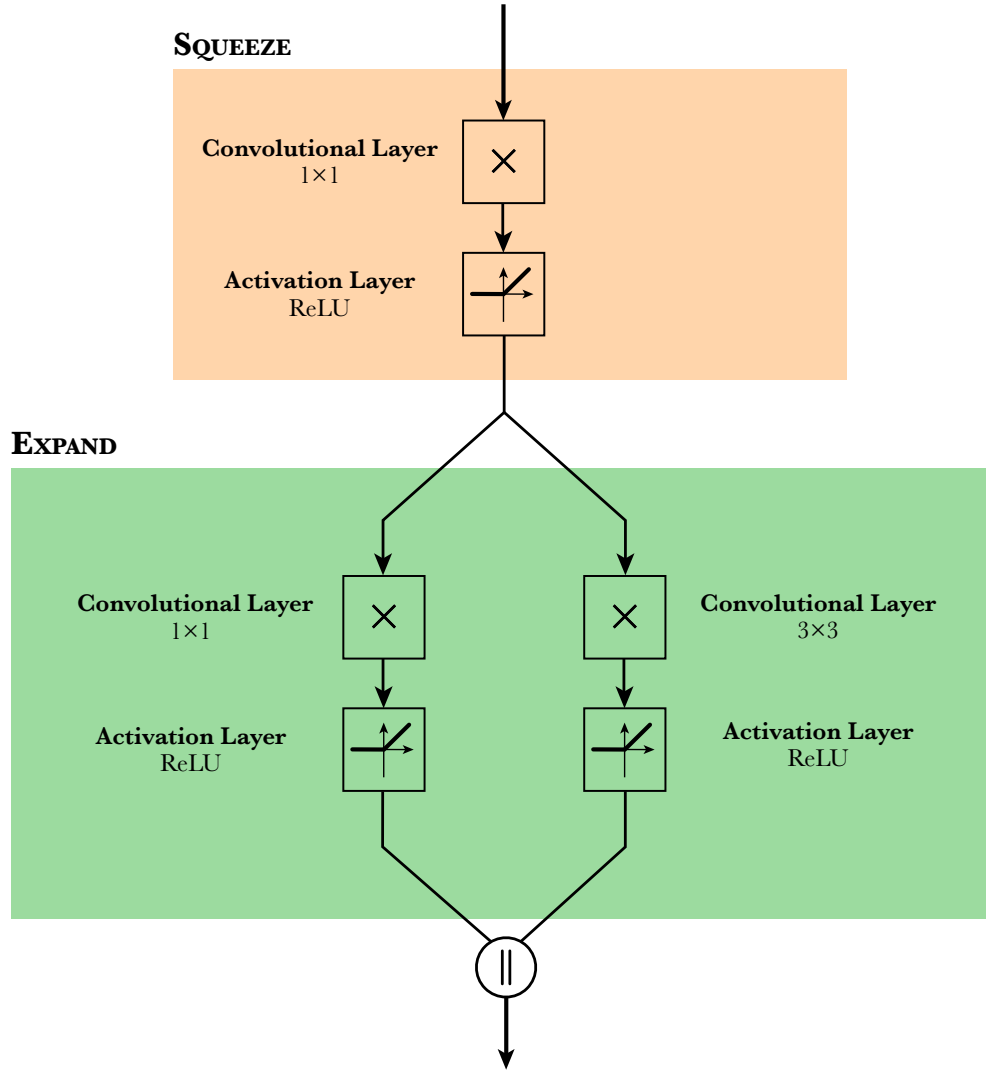 SQUEEZE
Convolutional Layer
1×1
Activation Layer
ReLU
EXPAND
Convolutional Layer
1×1
Convolutional Layer
3×3
Activation Layer
ReLU
Activation Layer
ReLU
||